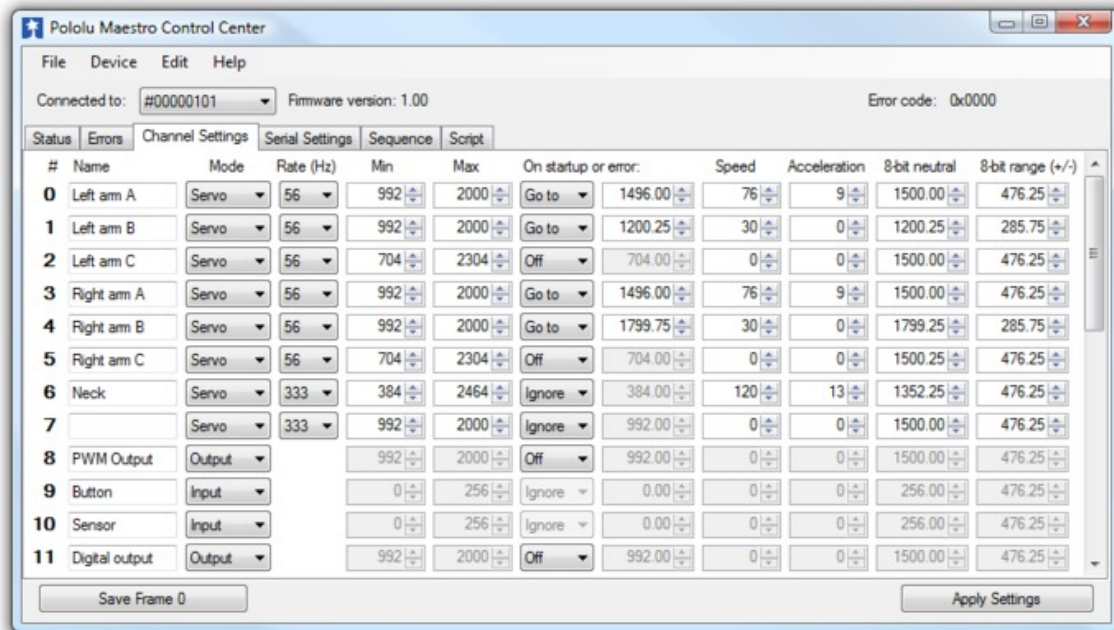 Pololu Maestro Control Center
File Device Edit Help
Connected to: #00000101 Firmware version: 1.00 Error code: 0x0000
Status Errors Channel Settings Serial Settings Sequence Script
# Name Mode Rate (Hz) Min Max On startup or error: Speed Acceleration 8-bit neutral 8-bit range (+/-)
0 Left arm A Servo 56 992 2000 Go to 1496.00 76 9 1500.00 476.25
1 Left arm B Servo 56 992 2000 Go to 1200.25 30 0 1200.25 285.75
2 Left arm C Servo 56 704 2304 Off 704.00 0 0 1500.00 476.25
3 Right arm A Servo 56 992 2000 Go to 1496.00 76 9 1500.00 476.25
4 Right arm B Servo 56 992 2000 Go to 1799.75 30 0 1799.25 285.75
5 Right arm C Servo 56 704 2304 Off 704.00 0 0 1500.25 476.25
6 Neck Servo 333 384 2464 Ignore 384.00 120 13 1352.25 476.25
7 Servo 333 992 2000 Ignore 992.00 0 0 1500.00 476.25
8 PWM Output Output 992 2000 Off 992.00 0 0 1500.00 476.25
9 Button Input 0 256 Ignore 0.00 0 0 256.00 476.25
10 Sensor Input 0 256 Ignore 0.00 0 0 256.00 476.25
11 Digital output Output 992 2000 Off 992.00 0 0 1500.00 476.25
Save Frame 0 Apply Settings